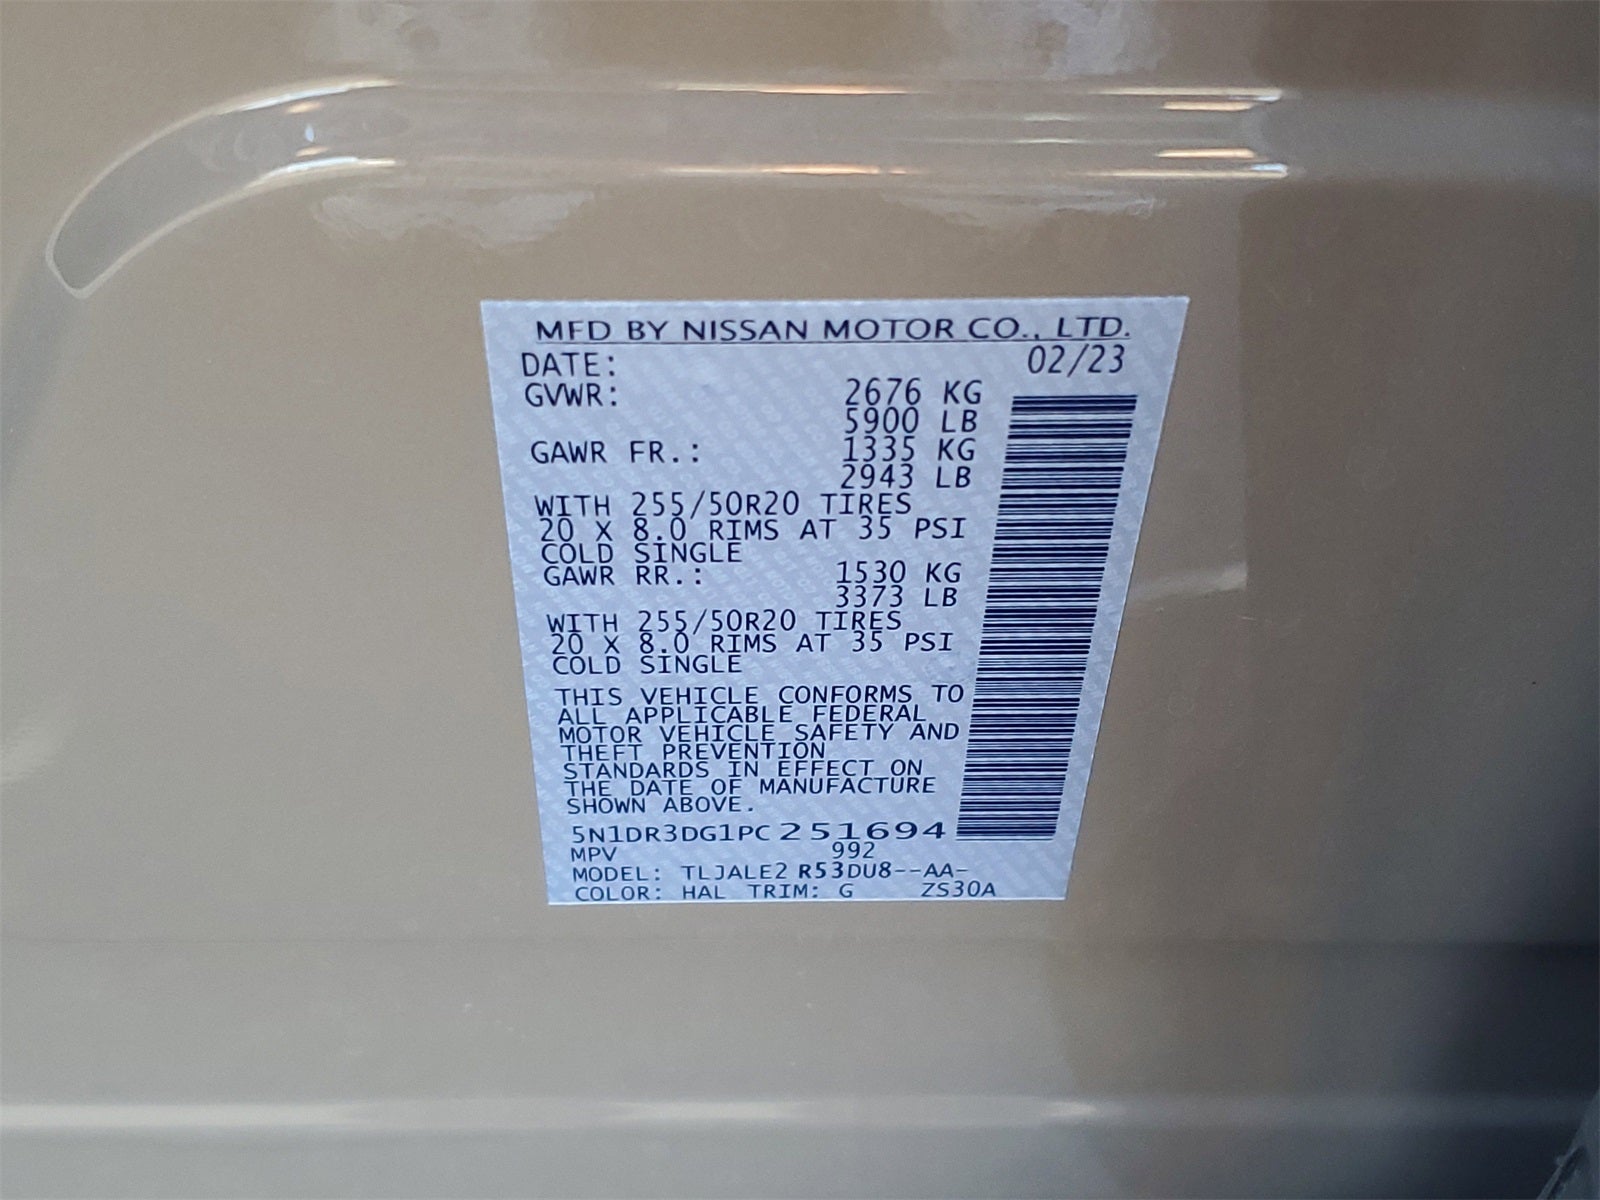 MFD BY NISSAN MOTOR CO., LTD.
DATE: 02/23
GVWR: 2676 KG
5900 LB
GAWR FR.: 1335 KG
2943 LB
WITH 255/50R20 TIRES
20 X 8.0 RIMS AT 35 PSI
COLD SINGLE
GAWR RR.: 1530 KG
3373 LB
WITH 255/50R20 TIRES
20 X 8.0 RIMS AT 35 PSI
COLD SINGLE
THIS VEHICLE CONFORMS TO
ALL APPLICABLE FEDERAL
MOTOR VEHICLE SAFETY AND
THEFT PREVENTION
STANDARDS IN EFFECT ON
THE DATE OF MANUFACTURE
SHOWN ABOVE.
5N1DR3DG1PC251694
MPV 992
MODEL: TLJALE2 R53DU8--AA-
COLOR: HAL TRIM: G ZS30A